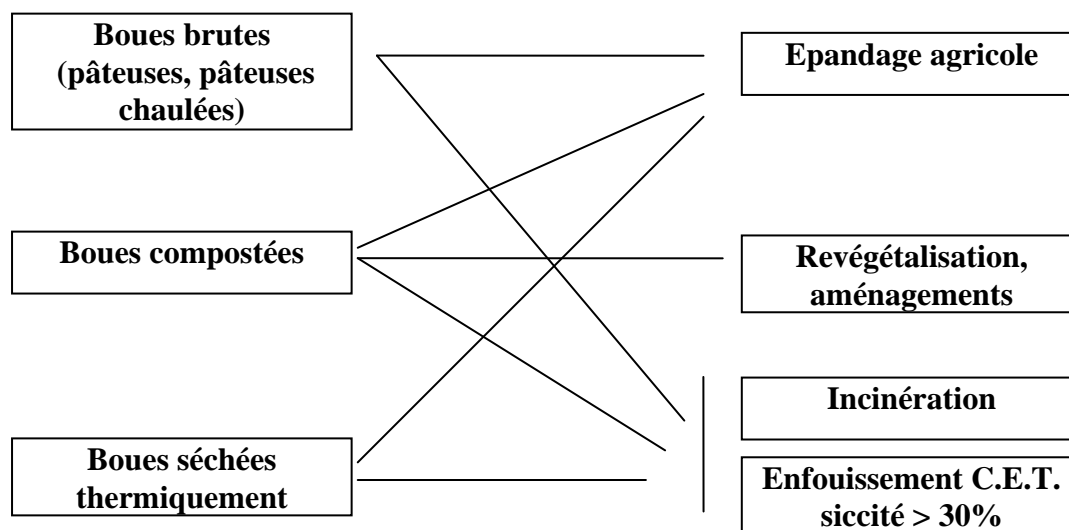 Boues brutes
(pâteuses, pâteuses
chaulées)
Epandage agricole
Boues compostées
Revégétalisation,
aménagements
Incinération
Boues séchées
thermiquement
Enfouissement C.E.T.
siccité > 30%